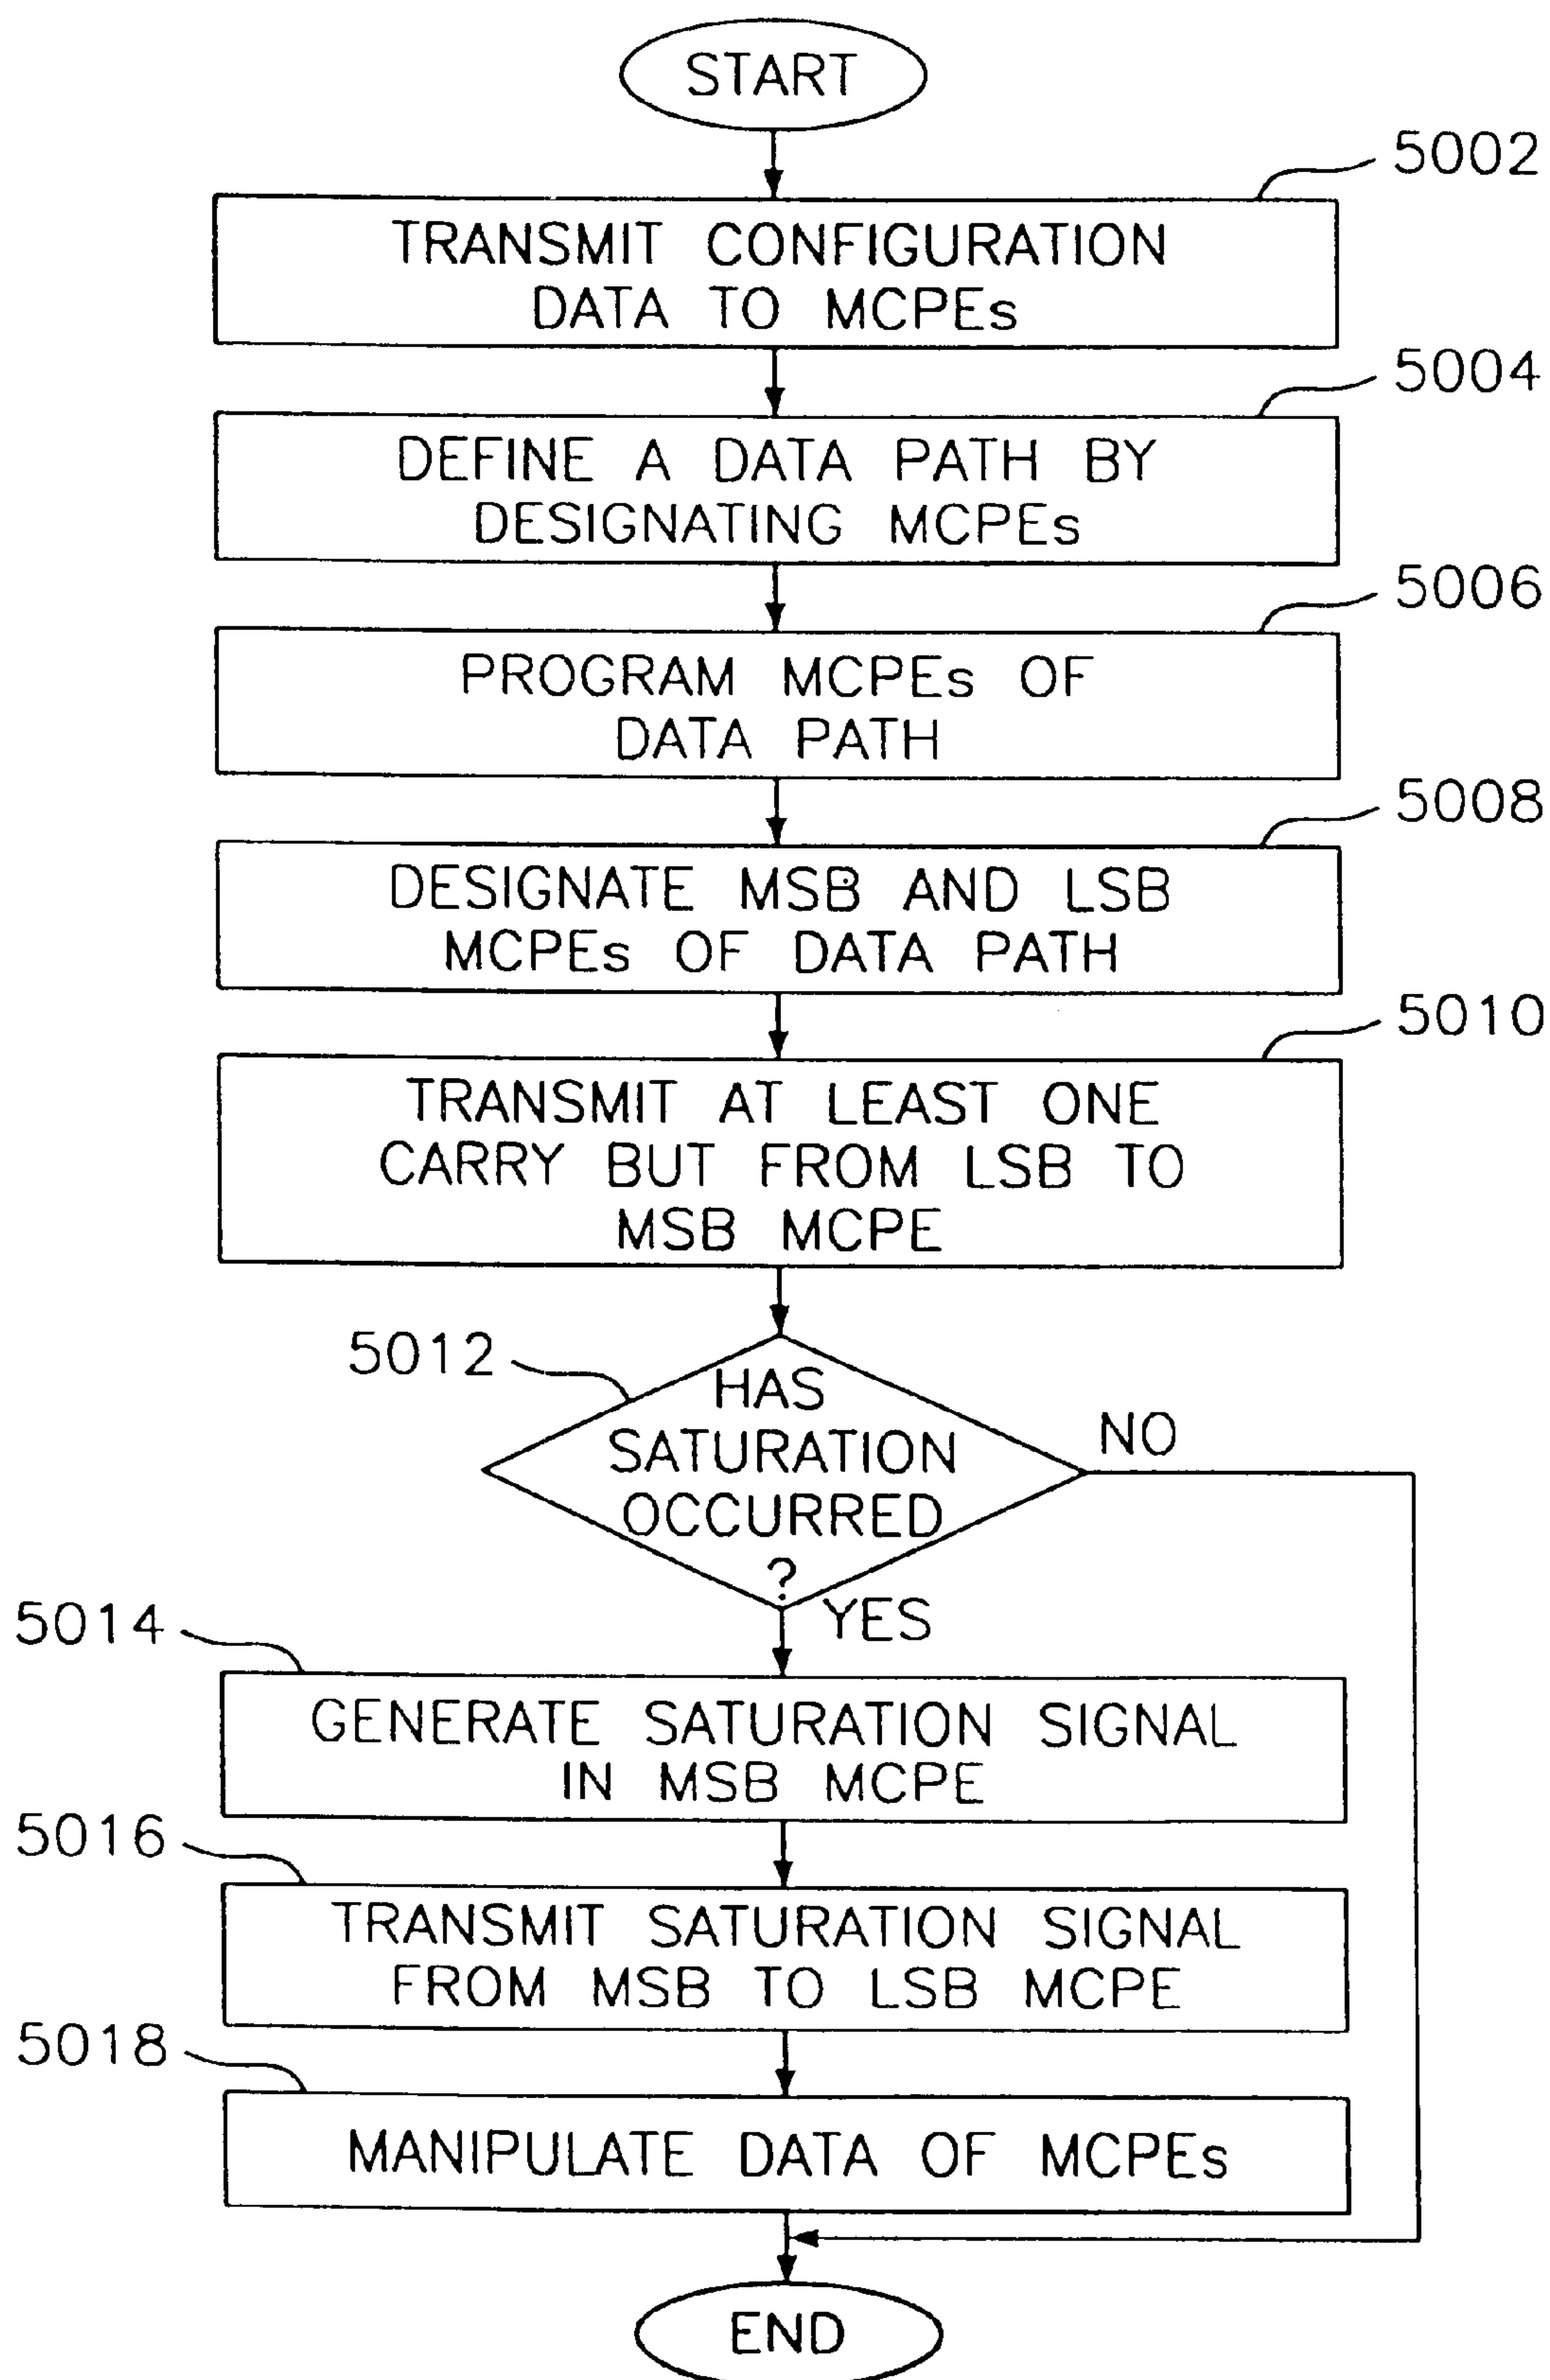 START
5002
TRANSMIT CONFIGURATION
DATA TO MCPEs
5004
DEFINE A DATA PATH BY
DESIGNATING MCPEs
5006
PROGRAM MCPEs OF
DATA PATH
5008
DESIGNATE MSB AND LSB
MCPEs OF DATA PATH
5010
TRANSMIT AT LEAST ONE
CARRY BUT FROM LSB TO
MSB MCPE
5012
HAS
SATURATION
OCCURRED
?
NO
YES
5014
GENERATE SATURATION SIGNAL
IN MSB MCPE
5016
TRANSMIT SATURATION SIGNAL
FROM MSB TO LSB MCPE
5018
MANIPULATE DATA OF MCPEs
END